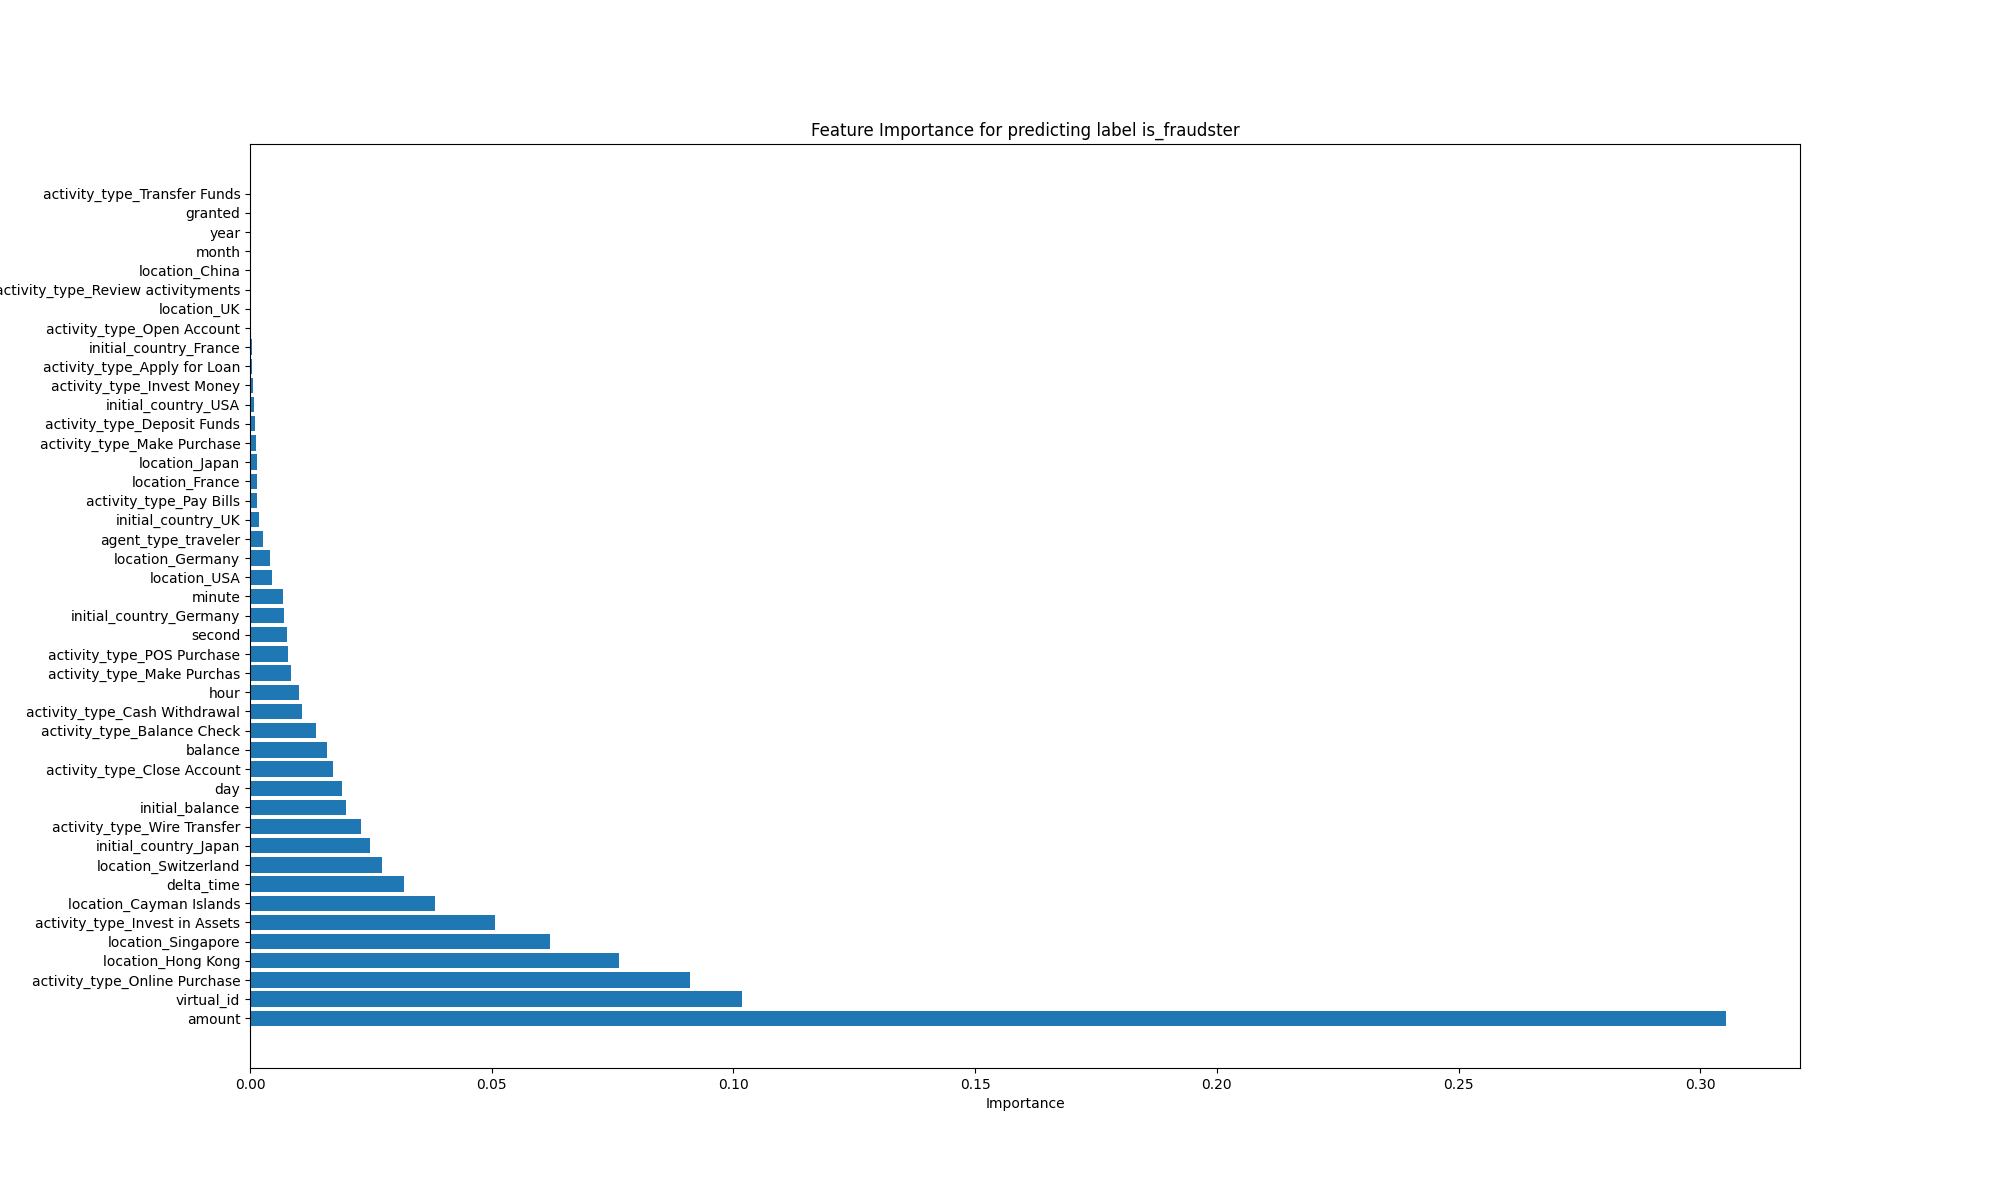 Feature Importance for predicting label is_fraudster
activity_type_Transfer Funds
granted
year
month
location_China
activity_type_Review activityments
location_UK
activity_type_Open Account
initial_country_France
activity_type_Apply for Loan
activity_type_Invest Money
initial_country_USA
activity_type_Deposit Funds
activity_type_Make Purchase
location_Japan
location_France
activity_type_Pay Bills
initial_country_UK
agent_type_traveler
location_Germany
location_USA
minute
initial_country_Germany
second
activity_type_POS Purchase
activity_type_Make Purchas
hour
activity_type_Cash Withdrawal
activity_type_Balance Check
balance
activity_type_Close Account
day
initial_balance
activity_type_Wire Transfer
initial_country_Japan
location_Switzerland
delta_time
location_Cayman Islands
activity_type_Invest in Assets
location_Singapore
location_Hong Kong
activity_type_Online Purchase
virtual_id
amount
0.00 0.05 0.10 0.15 0.20 0.25 0.30
Importance